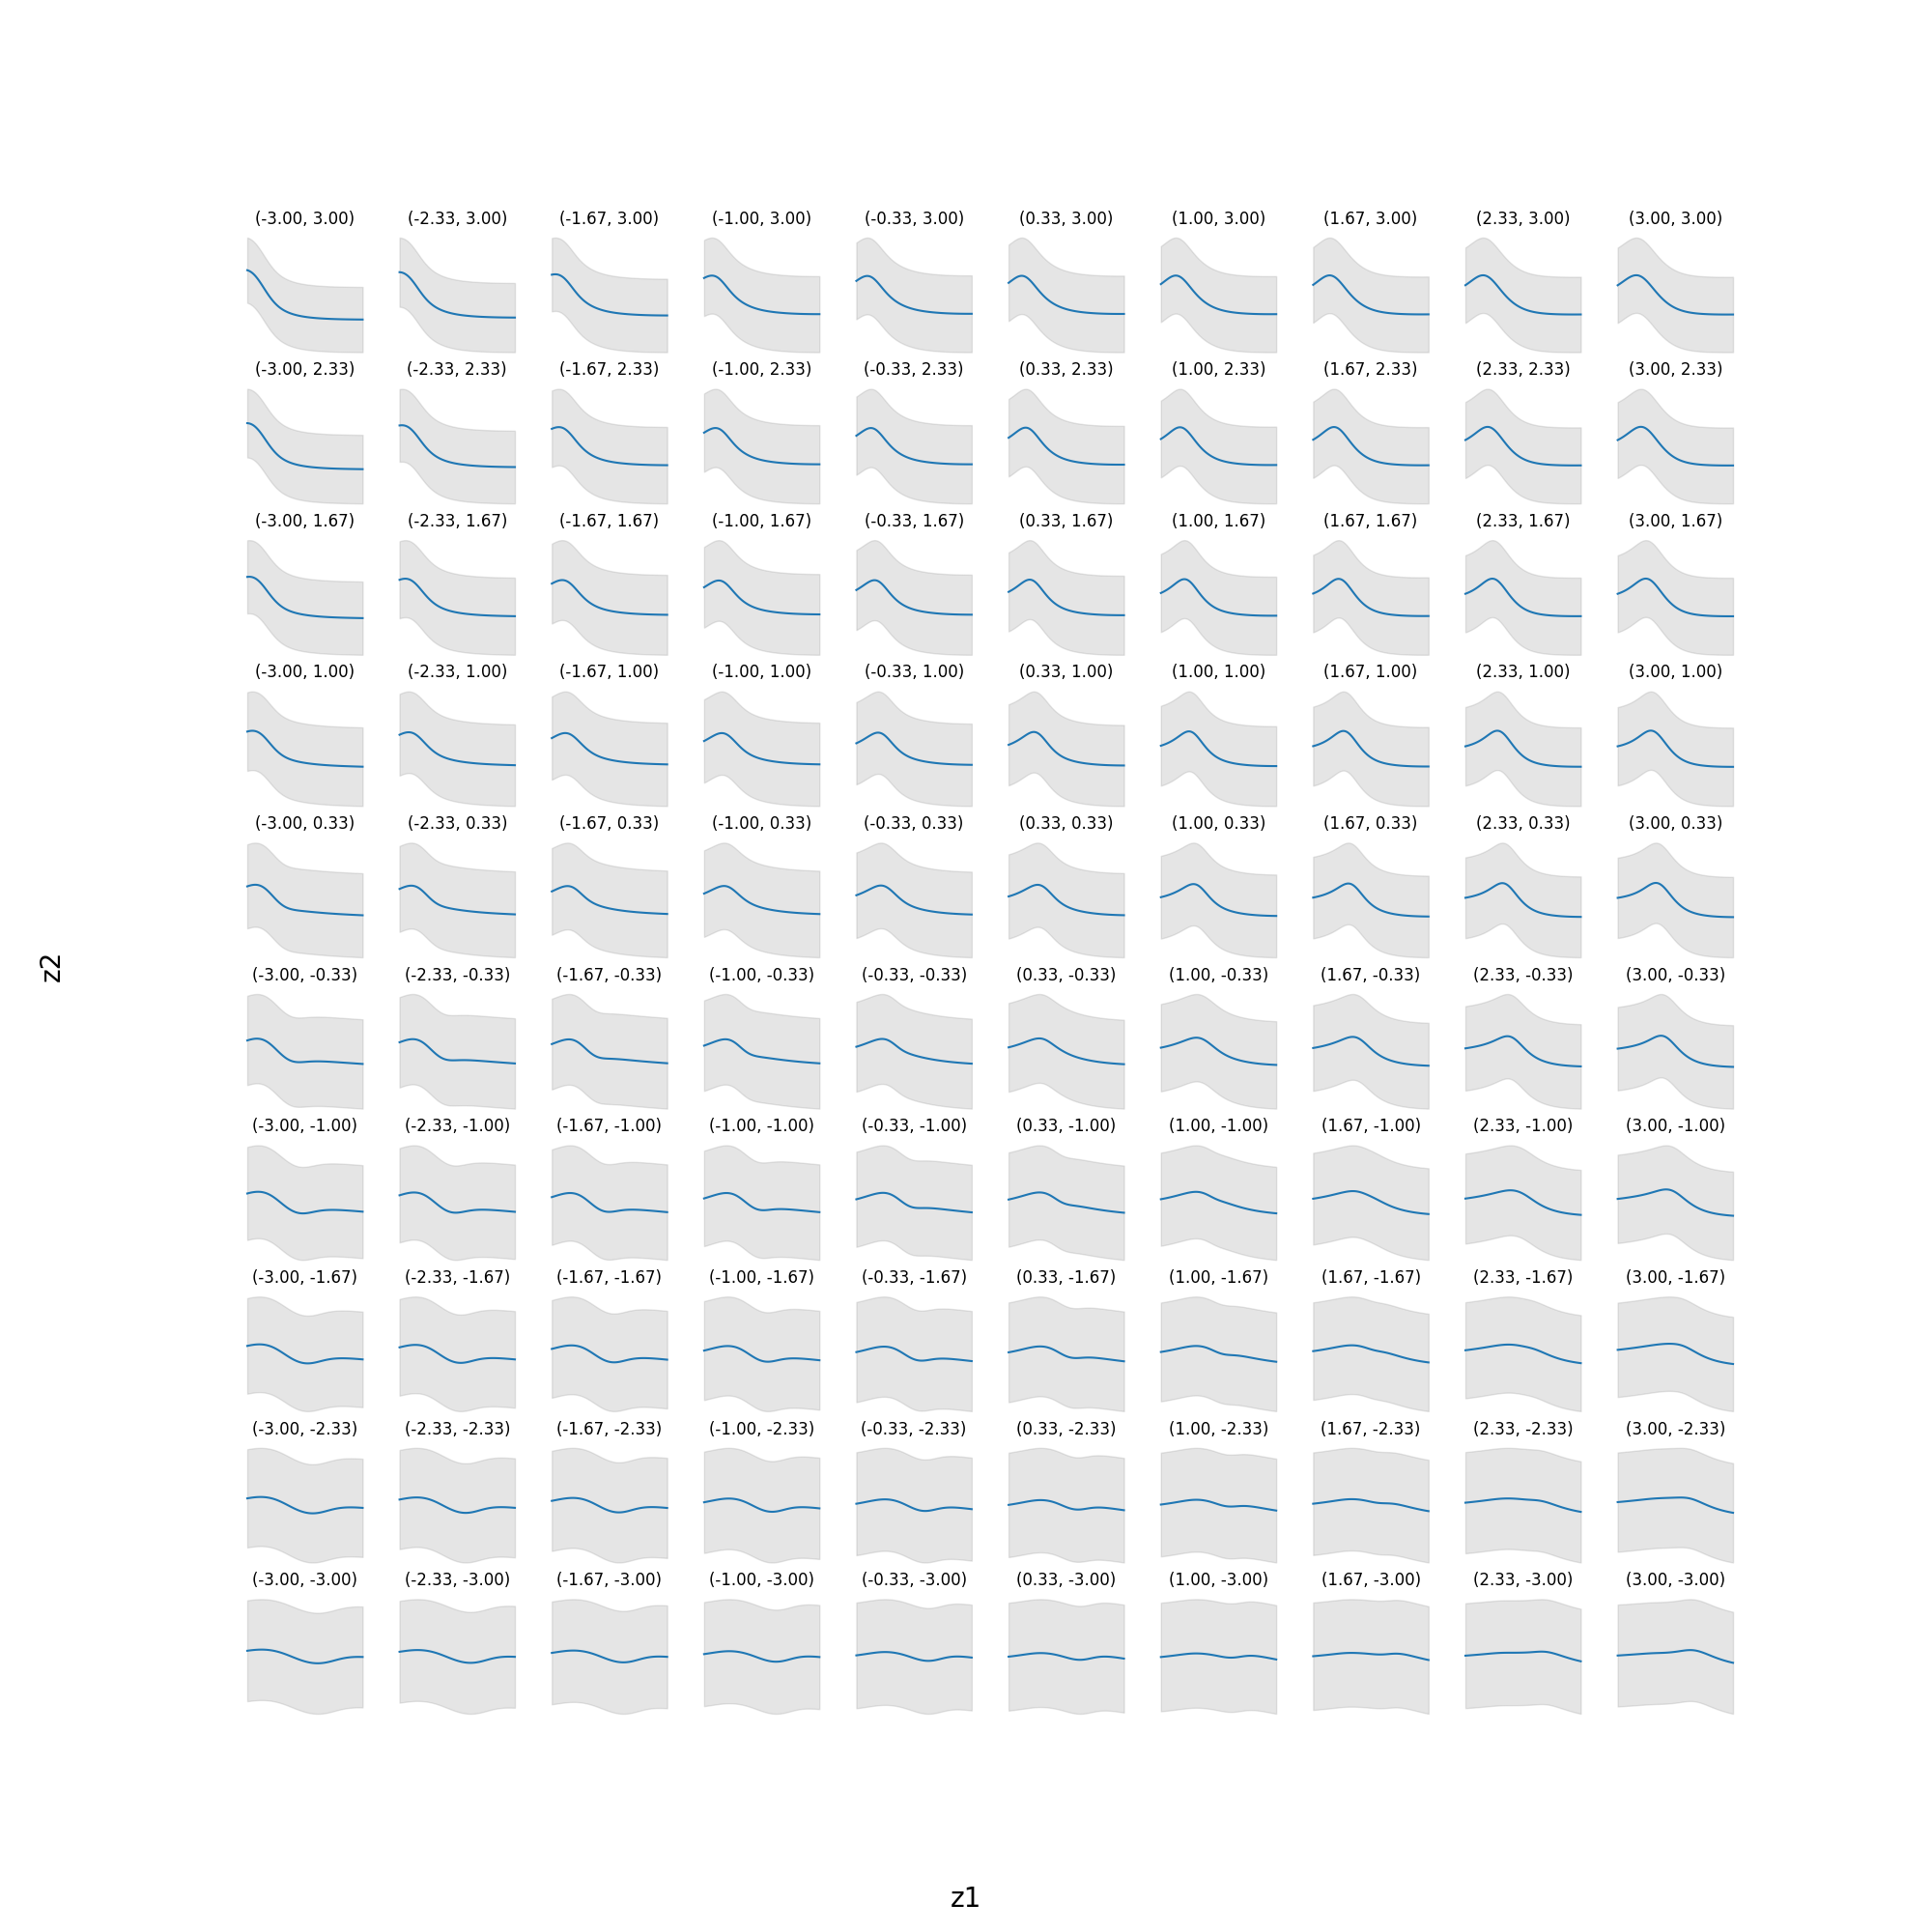 (-3.00, 3.00) (-2.33, 3.00) (-1.67, 3.00) (-1.00, 3.00) (-0.33, 3.00) (0.33, 3.00) (1.00, 3.00) (1.67, 3.00) (2.33, 3.00) (3.00, 3.00)
(-3.00, 2.33) (-2.33, 2.33) (-1.67, 2.33) (-1.00, 2.33) (-0.33, 2.33) (0.33, 2.33) (1.00, 2.33) (1.67, 2.33) (2.33, 2.33) (3.00, 2.33)
(-3.00, 1.67) (-2.33, 1.67) (-1.67, 1.67) (-1.00, 1.67) (-0.33, 1.67) (0.33, 1.67) (1.00, 1.67) (1.67, 1.67) (2.33, 1.67) (3.00, 1.67)
(-3.00, 1.00) (-2.33, 1.00) (-1.67, 1.00) (-1.00, 1.00) (-0.33, 1.00) (0.33, 1.00) (1.00, 1.00) (1.67, 1.00) (2.33, 1.00) (3.00, 1.00)
(-3.00, 0.33) (-2.33, 0.33) (-1.67, 0.33) (-1.00, 0.33) (-0.33, 0.33) (0.33, 0.33) (1.00, 0.33) (1.67, 0.33) (2.33, 0.33) (3.00, 0.33)
z2
(-3.00, -0.33) (-2.33, -0.33) (-1.67, -0.33) (-1.00, -0.33) (-0.33, -0.33) (0.33, -0.33) (1.00, -0.33) (1.67, -0.33) (2.33, -0.33) (3.00, -0.33)
(-3.00, -1.00) (-2.33, -1.00) (-1.67, -1.00) (-1.00, -1.00) (-0.33, -1.00) (0.33, -1.00) (1.00, -1.00) (1.67, -1.00) (2.33, -1.00) (3.00, -1.00)
(-3.00, -1.67) (-2.33, -1.67) (-1.67, -1.67) (-1.00, -1.67) (-0.33, -1.67) (0.33, -1.67) (1.00, -1.67) (1.67, -1.67) (2.33, -1.67) (3.00, -1.67)
(-3.00, -2.33) (-2.33, -2.33) (-1.67, -2.33) (-1.00, -2.33) (-0.33, -2.33) (0.33, -2.33) (1.00, -2.33) (1.67, -2.33) (2.33, -2.33) (3.00, -2.33)
(-3.00, -3.00) (-2.33, -3.00) (-1.67, -3.00) (-1.00, -3.00) (-0.33, -3.00) (0.33, -3.00) (1.00, -3.00) (1.67, -3.00) (2.33, -3.00) (3.00, -3.00)
z1